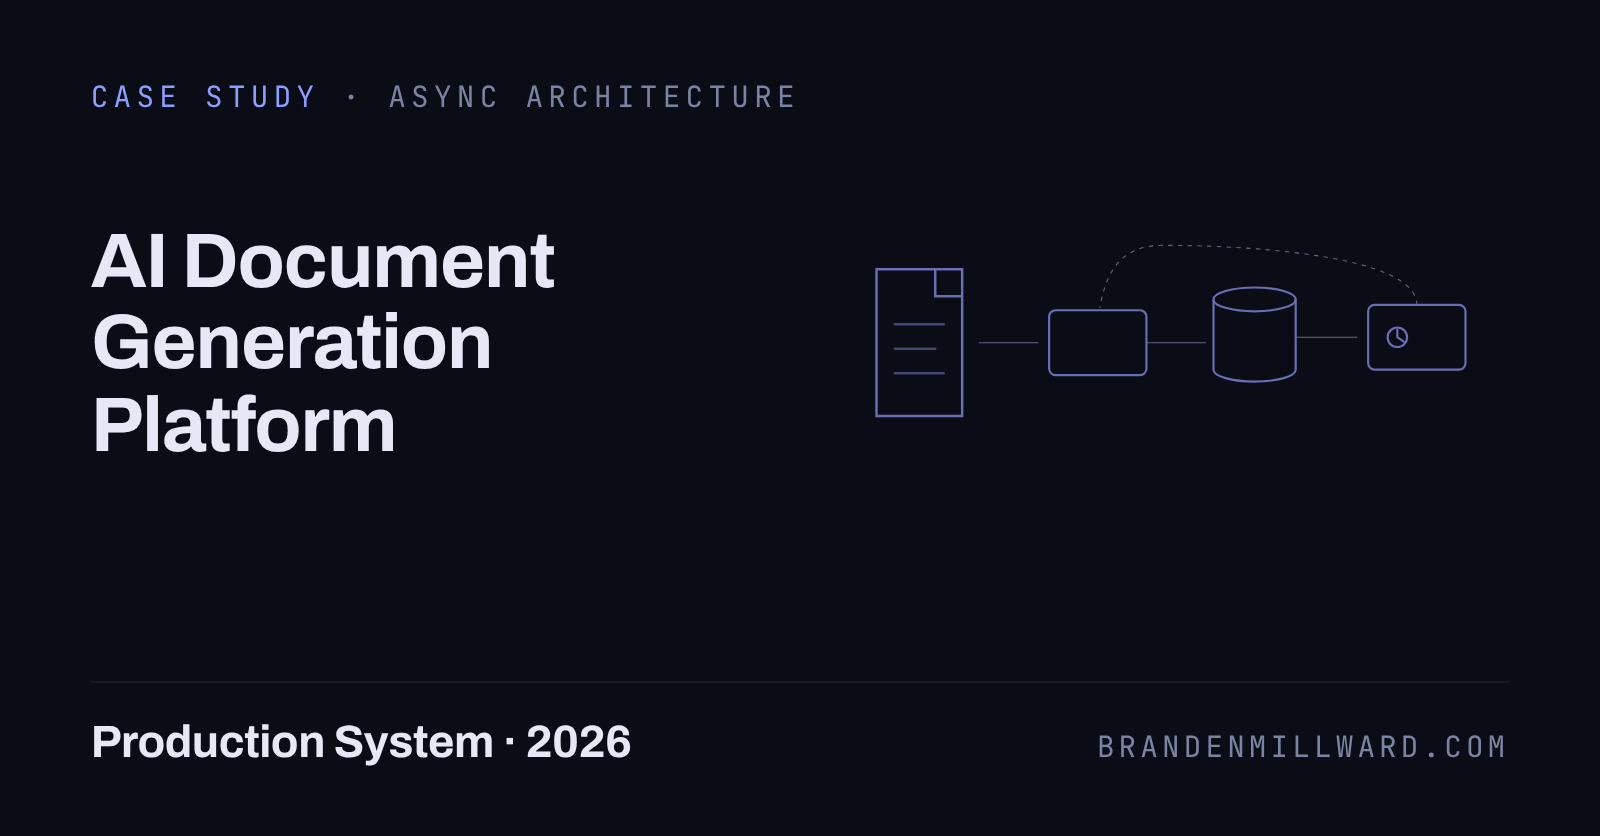 CASE STUDY · ASYNC ARCHITECTURE
AI Document
Generation
Platform
Production System · 2026
BRANDENMILLWARD.COM